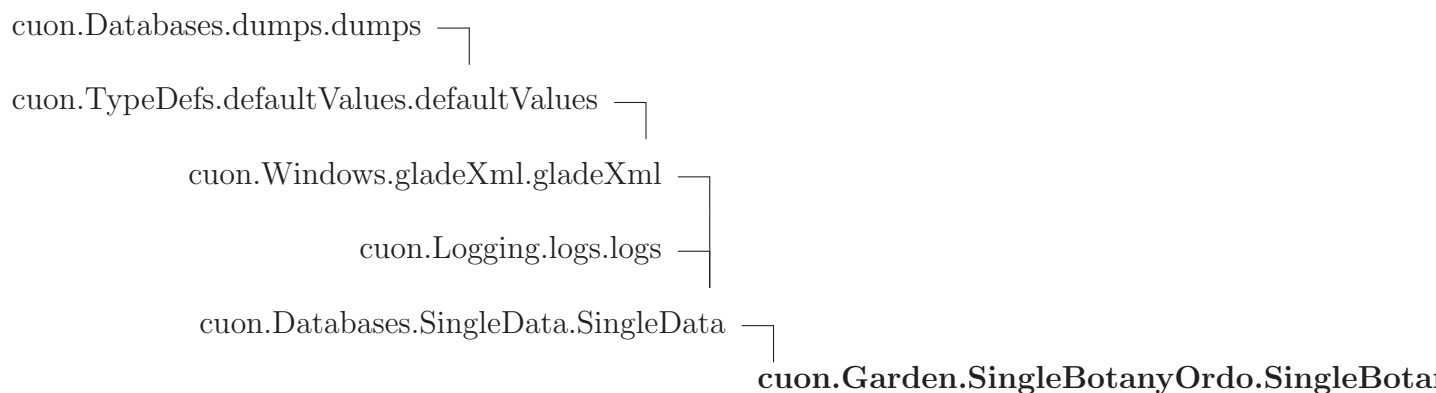 cuon.Databases.dumps.dumps
cuon.TypeDefs.defaultValues.defaultValues
cuon.Windows.gladeXml.gladeXml
cuon.Logging.logs.logs
cuon.Databases.SingleData.SingleData
cuon.Garden.SingleBotanyOrdo.SingleBotan